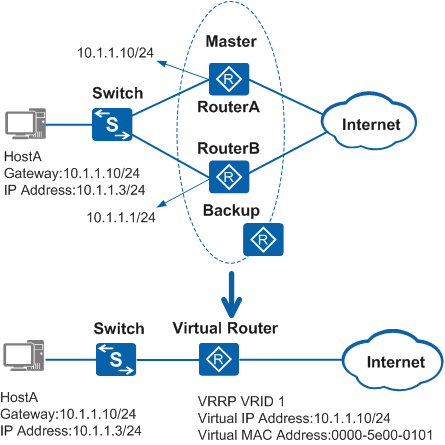 Master
10.1.1.10/24
R
Switch
RouterA
S
Internet
RouterB
HostA
Gateway:10.1.1.10/24
IP Address:10.1.1.3/24
R
10.1.1.1/24
Backup
R
Switch
Virtual Router
S
R
Internet
HostA
Gateway:10.1.1.10/24
IP Address:10.1.1.3/24
VRRP VRID 1
Virtual IP Address:10.1.1.10/24
Virtual MAC Address:0000-5e00-0101